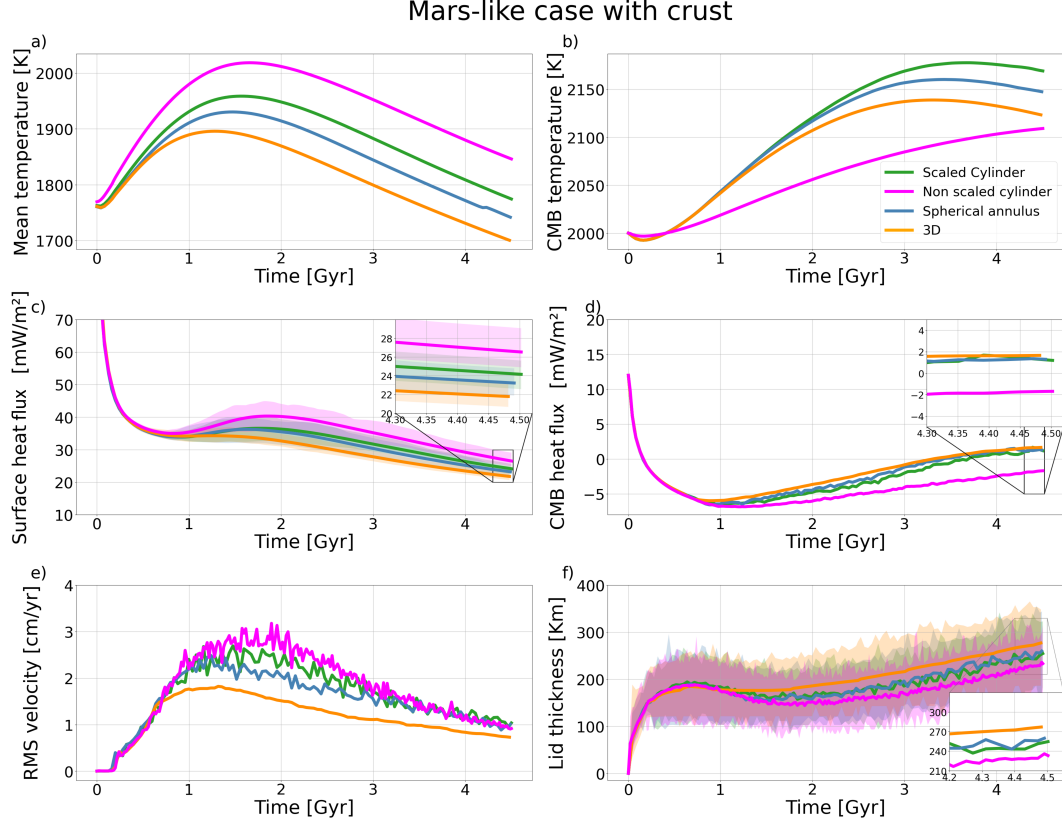 Mars-like case with crust
a)
Mean temperature [K]
2000
1900
1800
1700
0 1 2 3 4
Time [Gyr]
b)
CMB temperature [K]
2150
2100
2050
2000
Scaled Cylinder
Non scaled cylinder
Spherical annulus
3D
0 1 2 3 4
Time [Gyr]
c)
Surface heat flux [mW/m²]
70
60
50
40
30
20
10
28
26
24
22
20
4.30 4.35 4.40 4.45 4.50
0 1 2 3 4
Time [Gyr]
d)
CMB heat flux [mW/m²]
20
15
10
5
0
−5
4
2
0
−2
−4
4.30 4.35 4.40 4.45 4.50
0 1 2 3 4
Time [Gyr]
e)
RMS velocity [cm/yr]
4
3
2
1
0
0 1 2 3 4
Time [Gyr]
f)
Lid thickness [Km]
400
300
200
100
0
300
270
240
210
4.2 4.3 4.4 4.5
0 1 2 3 4
Time [Gyr]